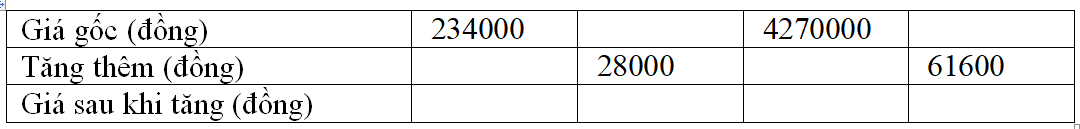 Giá gốc (đồng) 234000 4270000
Tăng thêm (đồng) 28000 61600
Giá sau khi tăng (đồng)